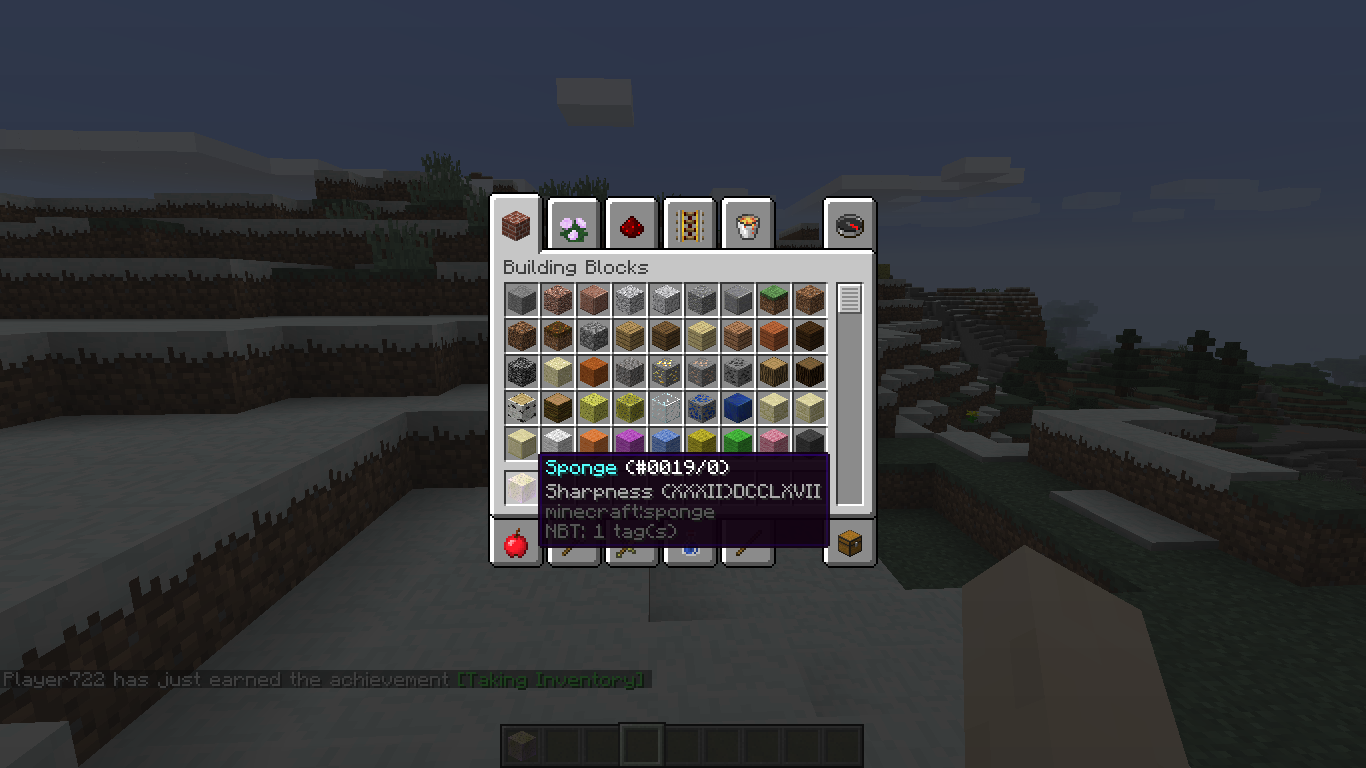 Building Blocks
Sponge (#0019/0)
Sharpness (XXXII)DCCLXVII
minecraft:sponge
NBT: 1 tag(s)
Player722 has just earned the achievement [Taking Inventory]